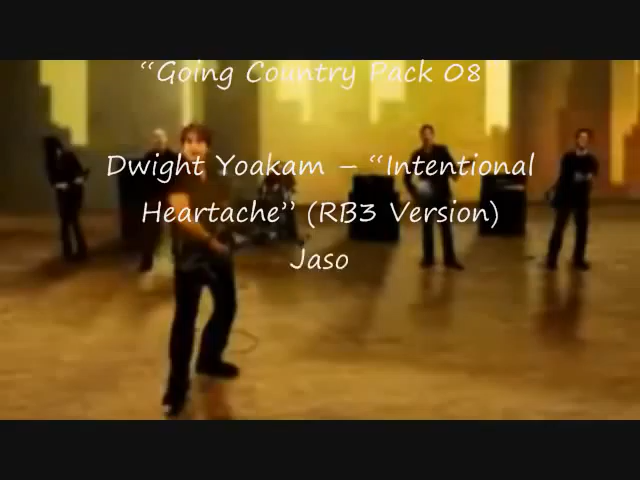 “Going Country Pack 08
Dwight Yoakam – “Intentional
Heartache” (RB3 Version)
Jaso